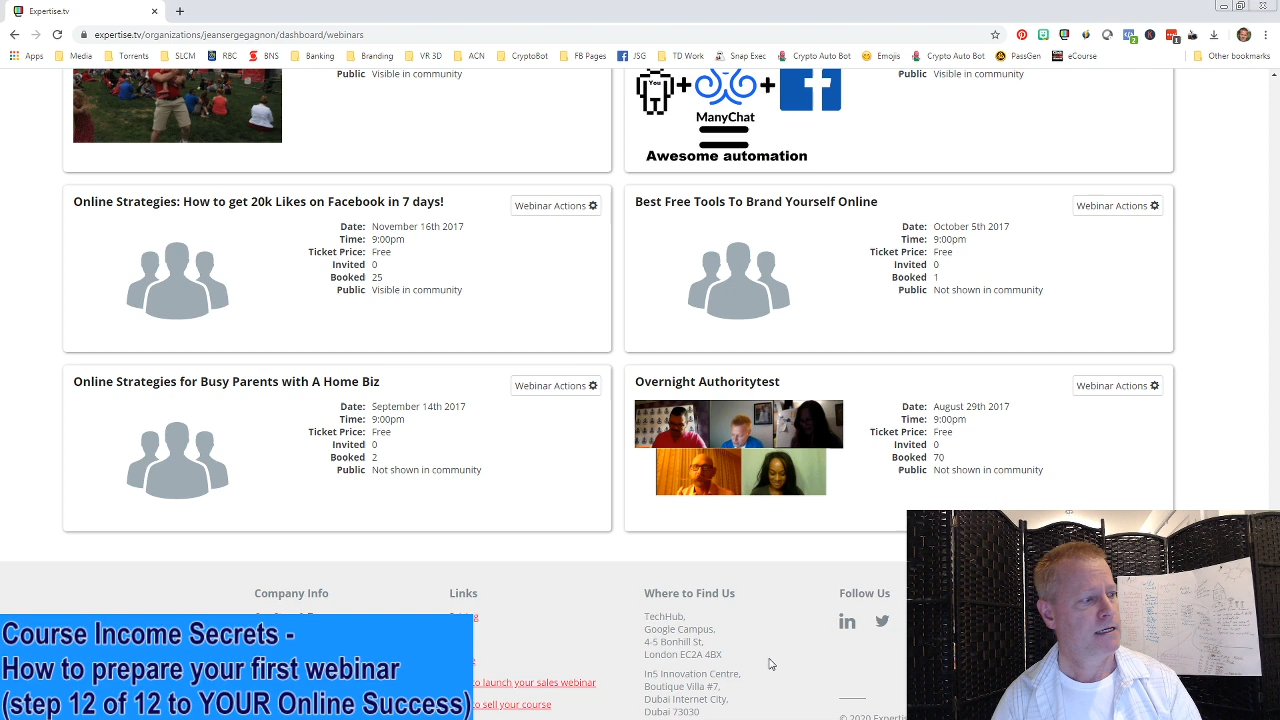 Expertise.tv
expertise.tv/organizations/jeansergegagnon/dashboard/webinars
Apps Media Torrents SLCM RBC BNS Banking Branding VR 3D ACN CryptoBot FB Pages JSG TD Work Snap Exec Crypto Auto Bot Emojis Crypto Auto Bot PassGen eCourse Other bookmarks
Public Visible in community
You
ManyChat
Awesome automation
Public Visible in community
Online Strategies: How to get 20k Likes on Facebook in 7 days!
Webinar Actions
Date: November 16th 2017
Time: 9:00pm
Ticket Price: Free
Invited 0
Booked 25
Public Visible in community
Best Free Tools To Brand Yourself Online
Webinar Actions
Date: October 5th 2017
Time: 9:00pm
Ticket Price: Free
Invited 0
Booked 1
Public Not shown in community
Online Strategies for Busy Parents with A Home Biz
Webinar Actions
Date: September 14th 2017
Time: 9:00pm
Ticket Price: Free
Invited 0
Booked 2
Public Not shown in community
Overnight Authoritytest
Webinar Actions
Date: August 29th 2017
Time: 9:00pm
Ticket Price: Free
Invited 0
Booked 70
Public Not shown in community
Company Info
Links
to launch your sales webinar
to sell your course
Where to Find Us
TechHub,
Google Campus,
4-5 Bonhill St,
London EC2A 4BX
In5 Innovation Centre,
Boutique Villa #7,
Dubai Internet City,
Dubai 73030
Follow Us
© 2020
Course Income Secrets -
How to prepare your first webinar
(step 12 of 12 to YOUR Online Success)